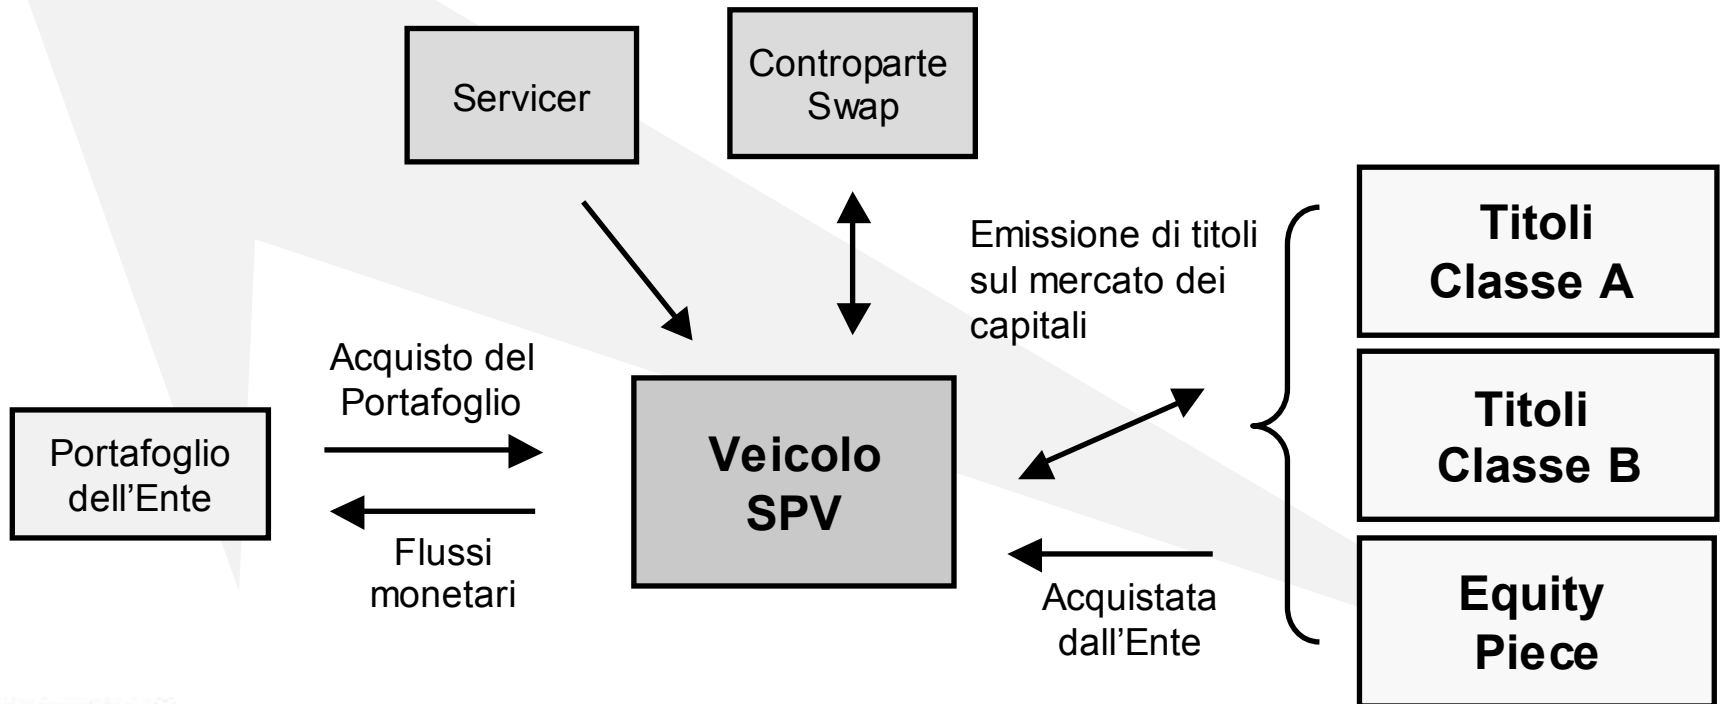 Servicer
Controparte
Swap
Emissione di titoli
sul mercato dei
capitali
Titoli
Classe A
Acquisto del
Portafoglio
Portafoglio
dell'Ente
Veicolo
SPV
Titoli
Classe B
Flussi
monetari
Acquistata
dall'Ente
Equity
Piece